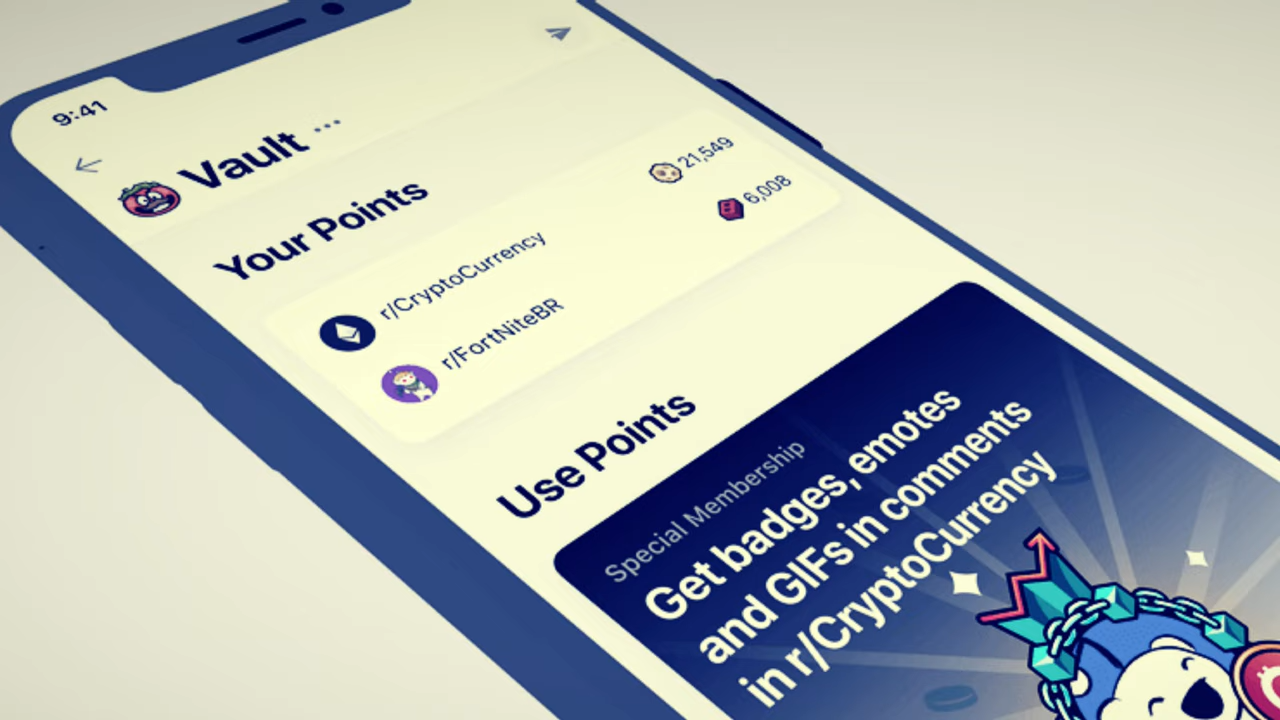 9:41
Vault ...
Your Points
r/CryptoCurrency 21,549
r/FortNiteBR 6,008
Use Points
Special Membership
Get badges, emotes
and GIFs in comments
in r/CryptoCurrency